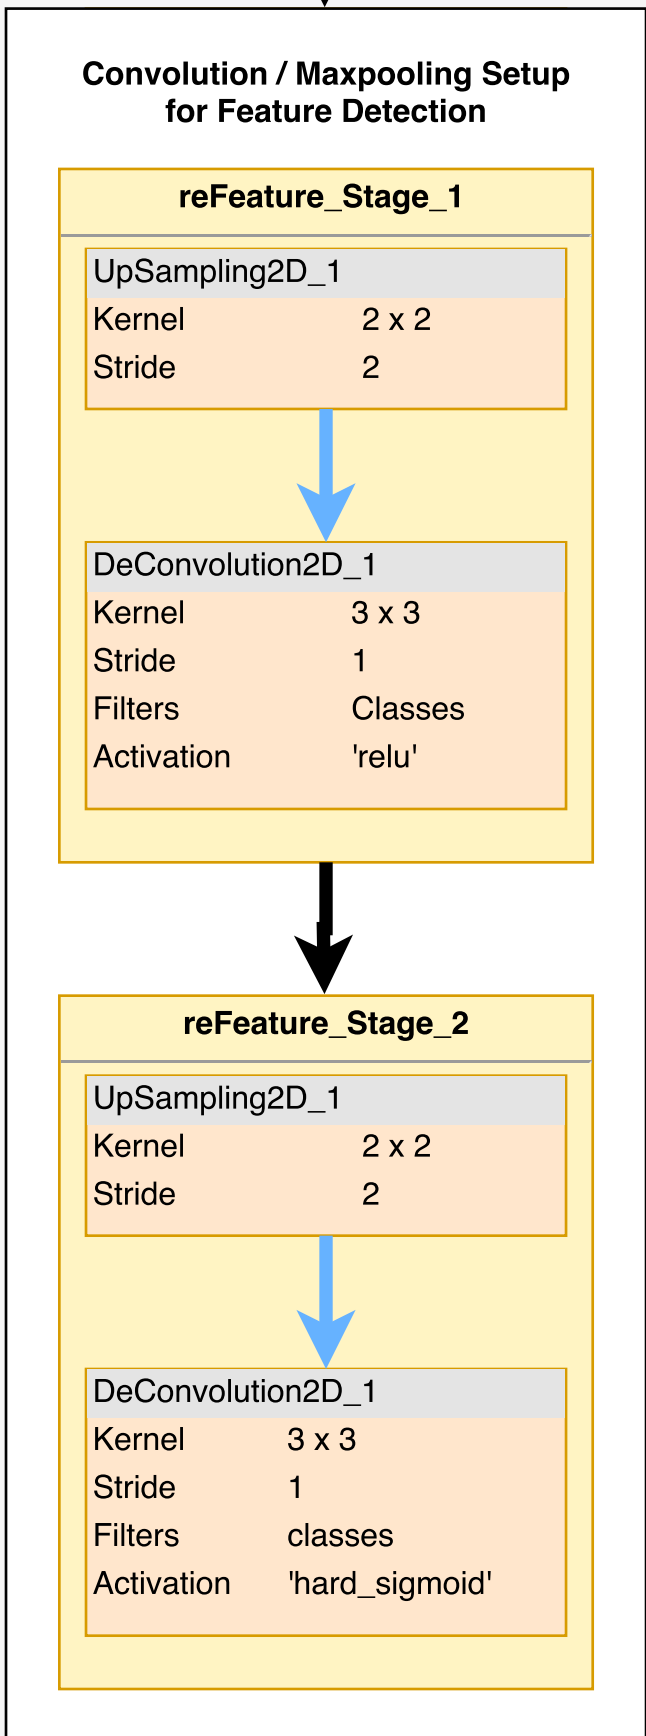 Convolution / Maxpooling Setup
for Feature Detection
reFeature_Stage_1
UpSampling2D_1
Kernel 2 x 2
Stride 2
DeConvolution2D_1
Kernel 3 x 3
Stride 1
Filters Classes
Activation 'relu'
reFeature_Stage_2
UpSampling2D_1
Kernel 2 x 2
Stride 2
DeConvolution2D_1
Kernel 3 x 3
Stride 1
Filters classes
Activation 'hard_sigmoid'